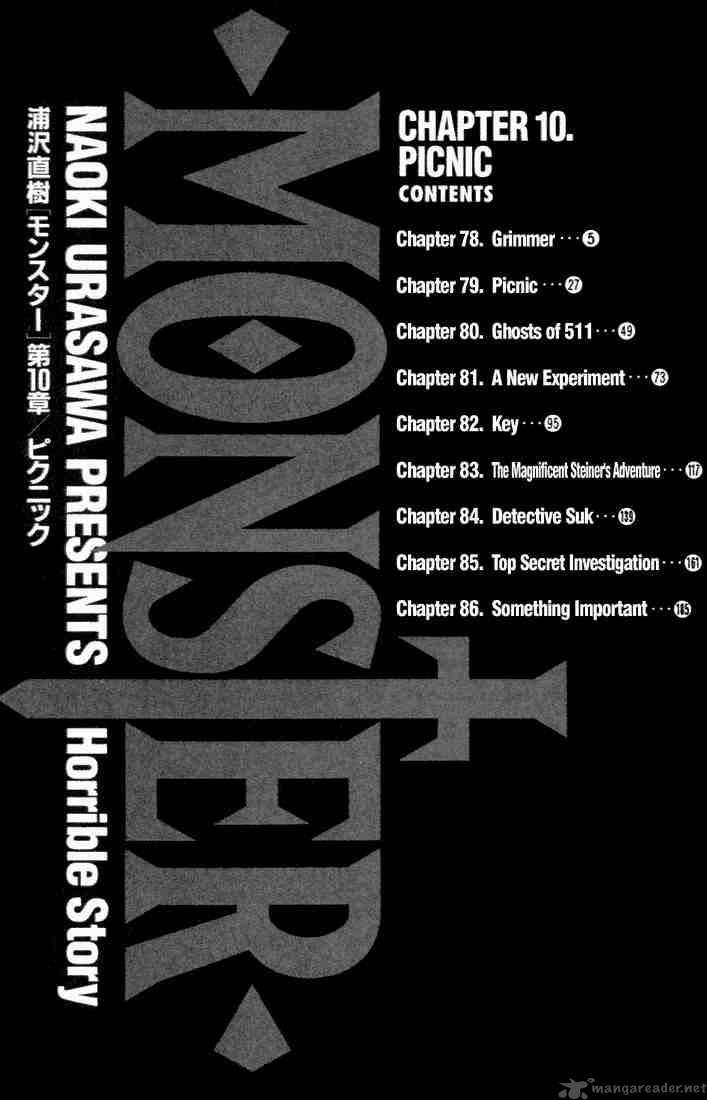 CHAPTER 10.
PICNIC
CONTENTS
Chapter 78. Grimmer ··· 5
Chapter 79. Picnic ··· 27
Chapter 80. Ghosts of 511 ··· 49
Chapter 81. A New Experiment ··· 73
Chapter 82. Key ··· 95
Chapter 83. The Magnificent Steiner's Adventure ··· 117
Chapter 84. Detective Suk ··· 139
Chapter 85. Top Secret Investigation ··· 161
Chapter 86. Something Important ··· 185
MONSTER
NAOKI URASAWA PRESENTS Horrible Story
浦沢直樹[モンスター]第10章/ピクニック
mangareader.net